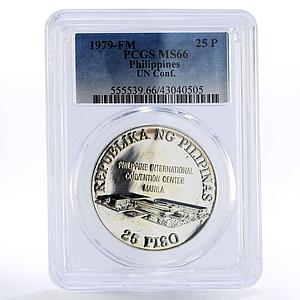 1979-FM 25 P
PCGS MS66
Philippines
UN Conf.
555539.66/43040505
REPUBLIKA NG PILIPINAS
PHILIPPINE INTERNATIONAL
CONVENTION CENTER
MANILA
25 PISO